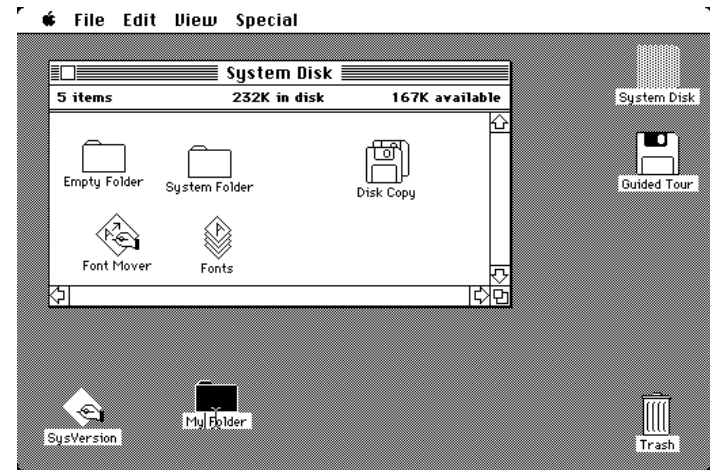 File Edit View Special
System Disk
5 items 232K in disk 167K available
System Disk
Empty Folder System Folder Disk Copy
Guided Tour
Font Mover Fonts
My Folder
SysVersion
Trash